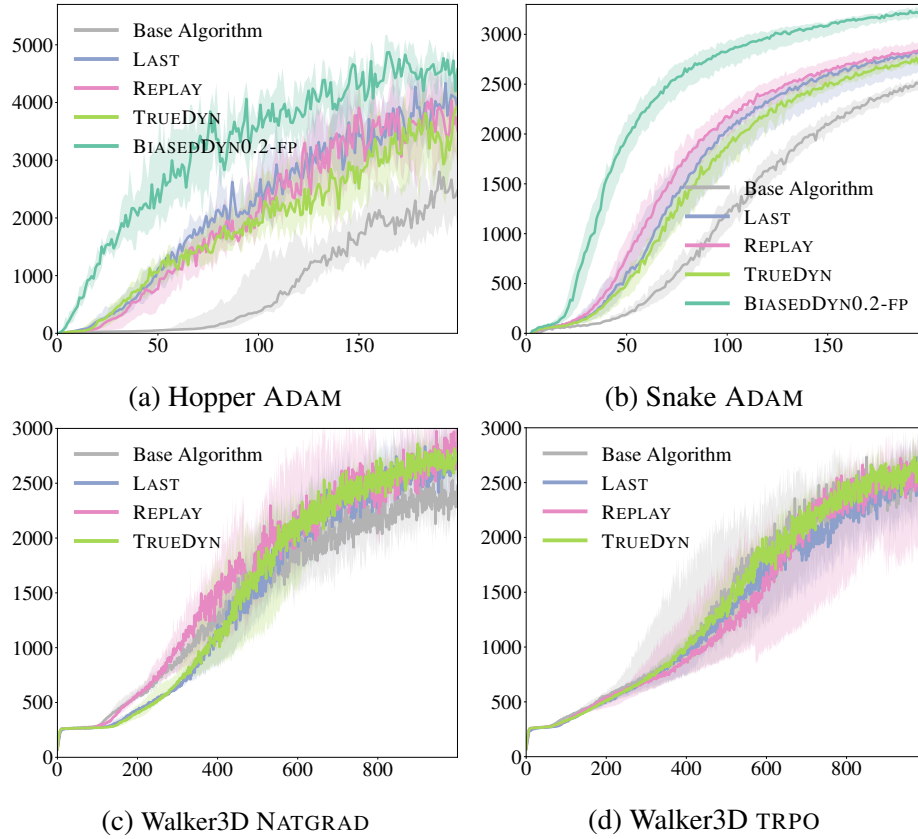 5000
4000
3000
2000
1000
0
0 50 100 150
Base Algorithm
LAST
REPLAY
TRUEDYN
BIASEDDYN0.2-FP
(a) Hopper ADAM
3000
2500
2000
1500
1000
500
0
0 50 100 150
Base Algorithm
LAST
REPLAY
TRUEDYN
BIASEDDYN0.2-FP
(b) Snake ADAM
3000
2500
2000
1500
1000
500
0
0 200 400 600 800
Base Algorithm
LAST
REPLAY
TRUEDYN
(c) Walker3D NATGRAD
3000
2500
2000
1500
1000
500
0
0 200 400 600 800
Base Algorithm
LAST
REPLAY
TRUEDYN
(d) Walker3D TRPO